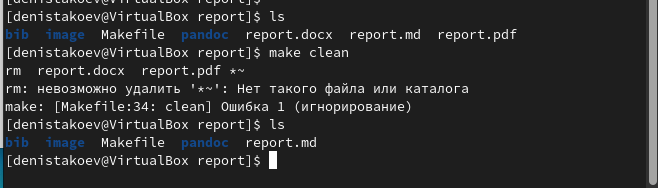 [denistakoev@VirtualBox report]$ ls
bib  image  Makefile  pandoc  report.docx  report.md  report.pdf
[denistakoev@VirtualBox report]$ make clean
rm  report.docx  report.pdf *~
rm: невозможно удалить '*~': Нет такого файла или каталога
make: [Makefile:34: clean] Ошибка 1 (игнорирование)
[denistakoev@VirtualBox report]$ ls
bib  image  Makefile  pandoc  report.md
[denistakoev@VirtualBox report]$